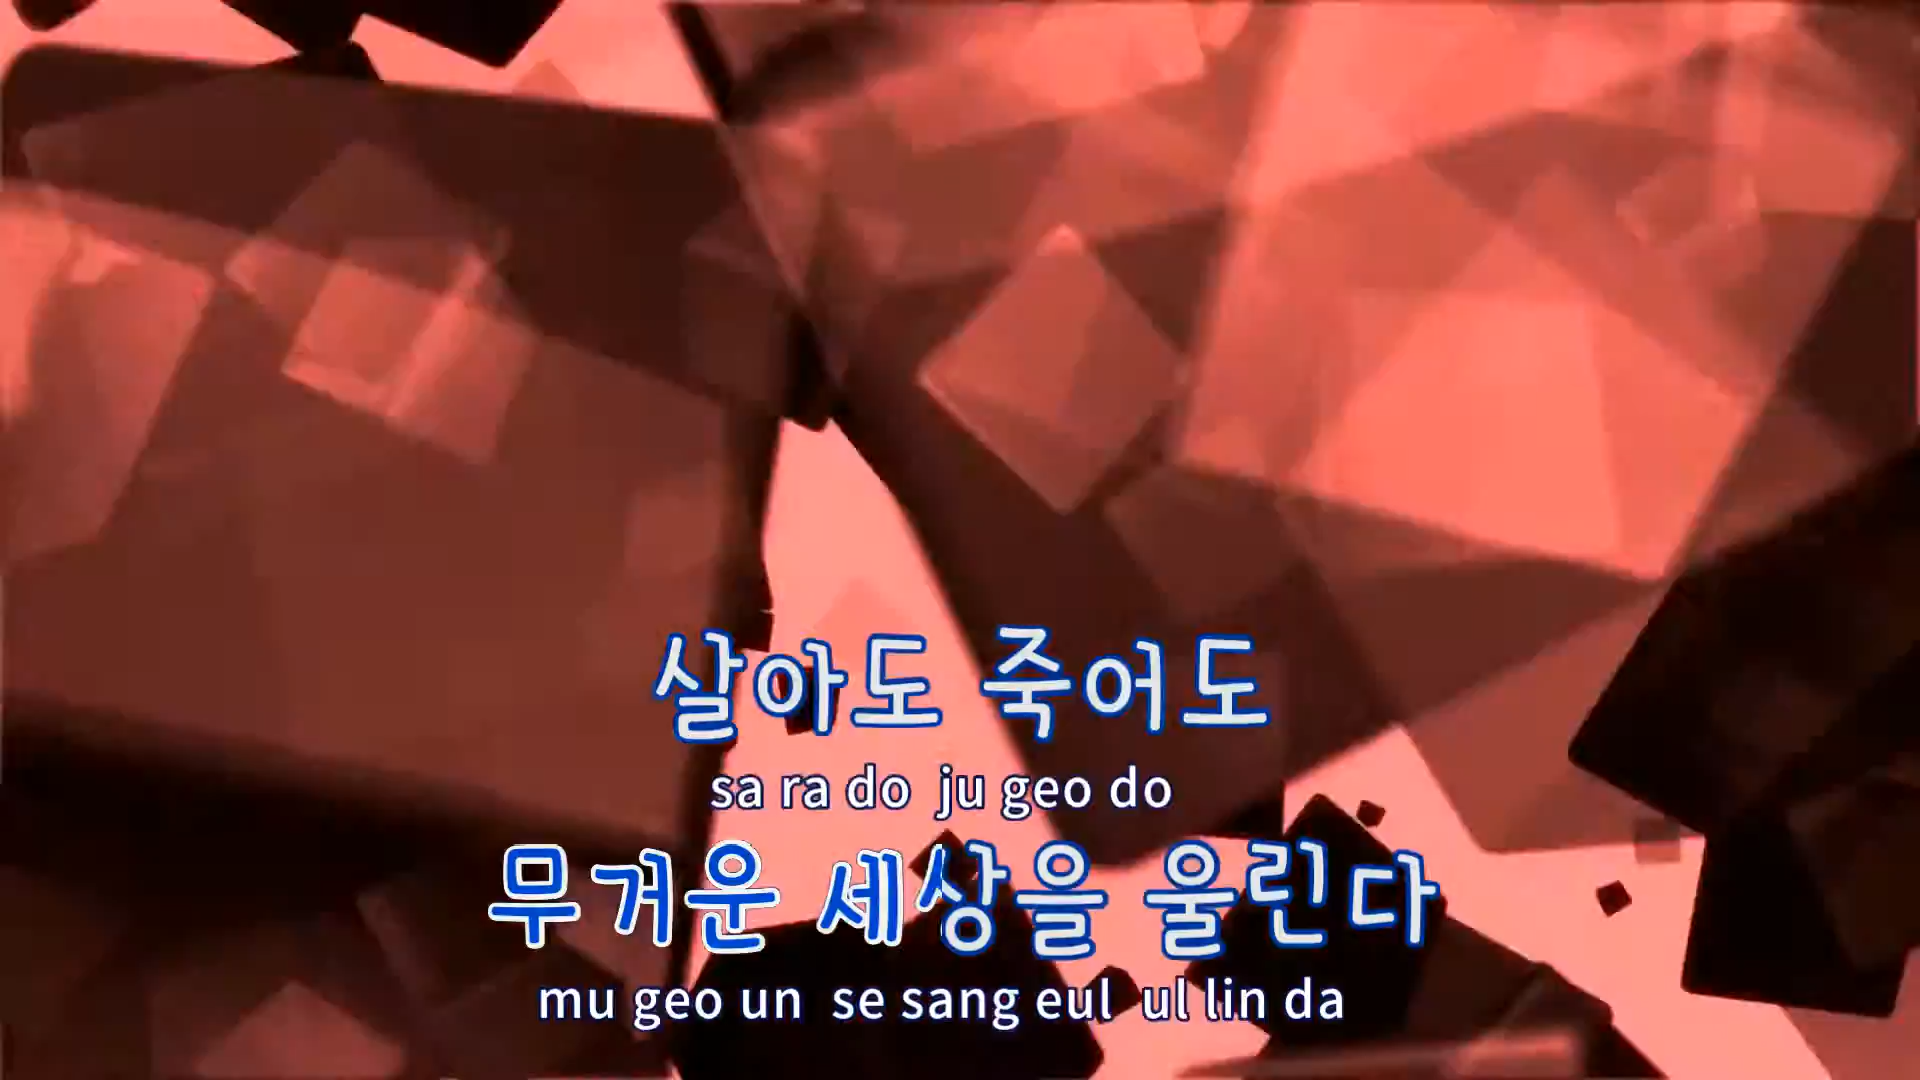 살아도 죽어도
sa ra do ju geo do
무거운 세상을 울린다
mu geo un se sang eul ul lin da